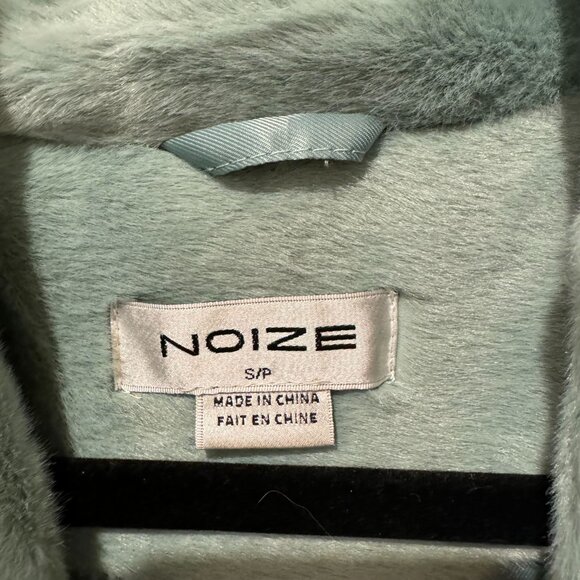 NOIZE
S/P
MADE IN CHINA
FAIT EN CHINE